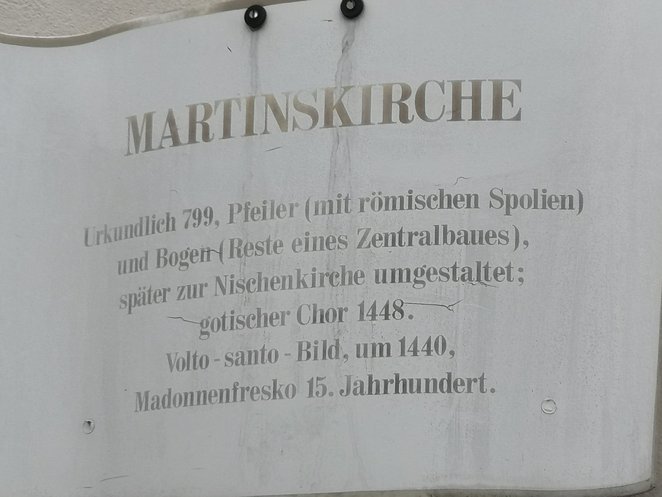 MARTINSKIRCHE
Urkundlich 799, Pfeiler (mit römischen Spolien)
und Bogen (Reste eines Zentralbaues),
später zur Nischenkirche umgestaltet;
gotischer Chor 1448.
Volto-santo-Bild, um 1440,
Madonnenfresko 15. Jahrhundert.